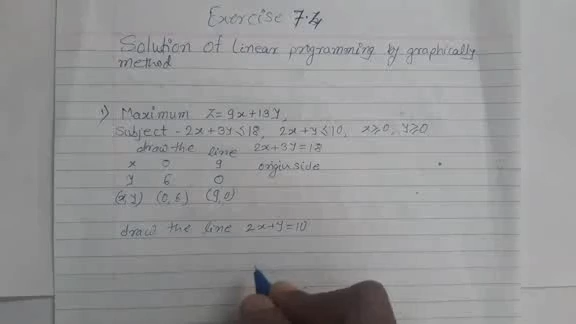 Exercise 7.4
Solution of linear programming by graphically
method
1) Maximum Z=9x+13y,
Subject - 2x+3y≤18, 2x+y≤10, x≥0, y≥0
draw the line 2x+3y=18
x 0 9 origin side
y 6 0
(x,y) (0,6) (9,0)
draw the line 2x+y=10